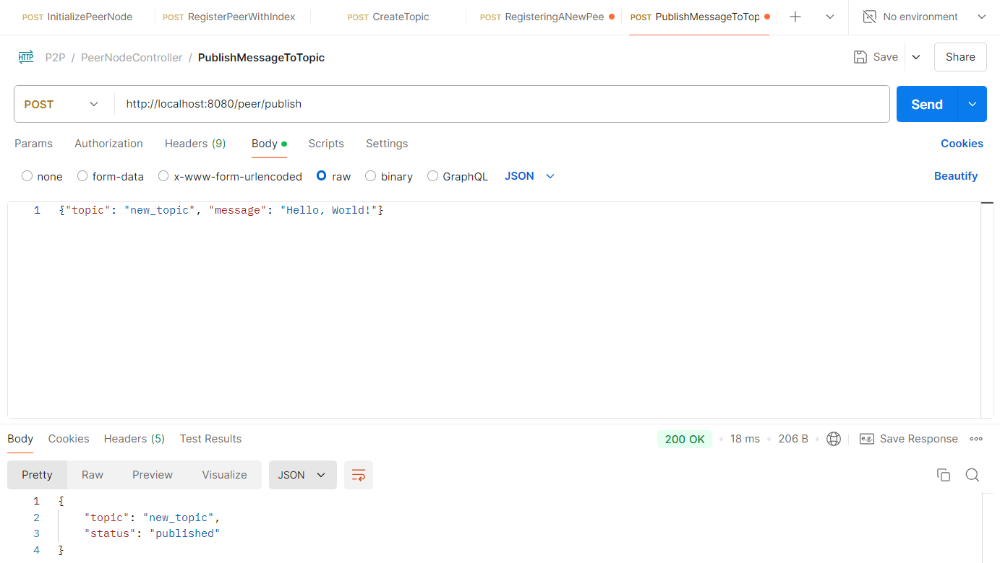 POST InitializePeerNode POST RegisterPeerWithIndex POST CreateTopic POST RegisteringANewPee POST PublishMessageToTop No environment
HTTP P2P / PeerNodeController / PublishMessageToTopic Save Share
POST http://localhost:8080/peer/publish Send
Params Authorization Headers (9) Body Scripts Settings Cookies
none form-data x-www-form-urlencoded raw binary GraphQL JSON Beautify
1 {"topic": "new_topic", "message": "Hello, World!"}
Body Cookies Headers (5) Test Results 200 OK 18 ms 206 B e.g. Save Response
Pretty Raw Preview Visualize JSON
1 {
2 "topic": "new_topic",
3 "status": "published"
4 }